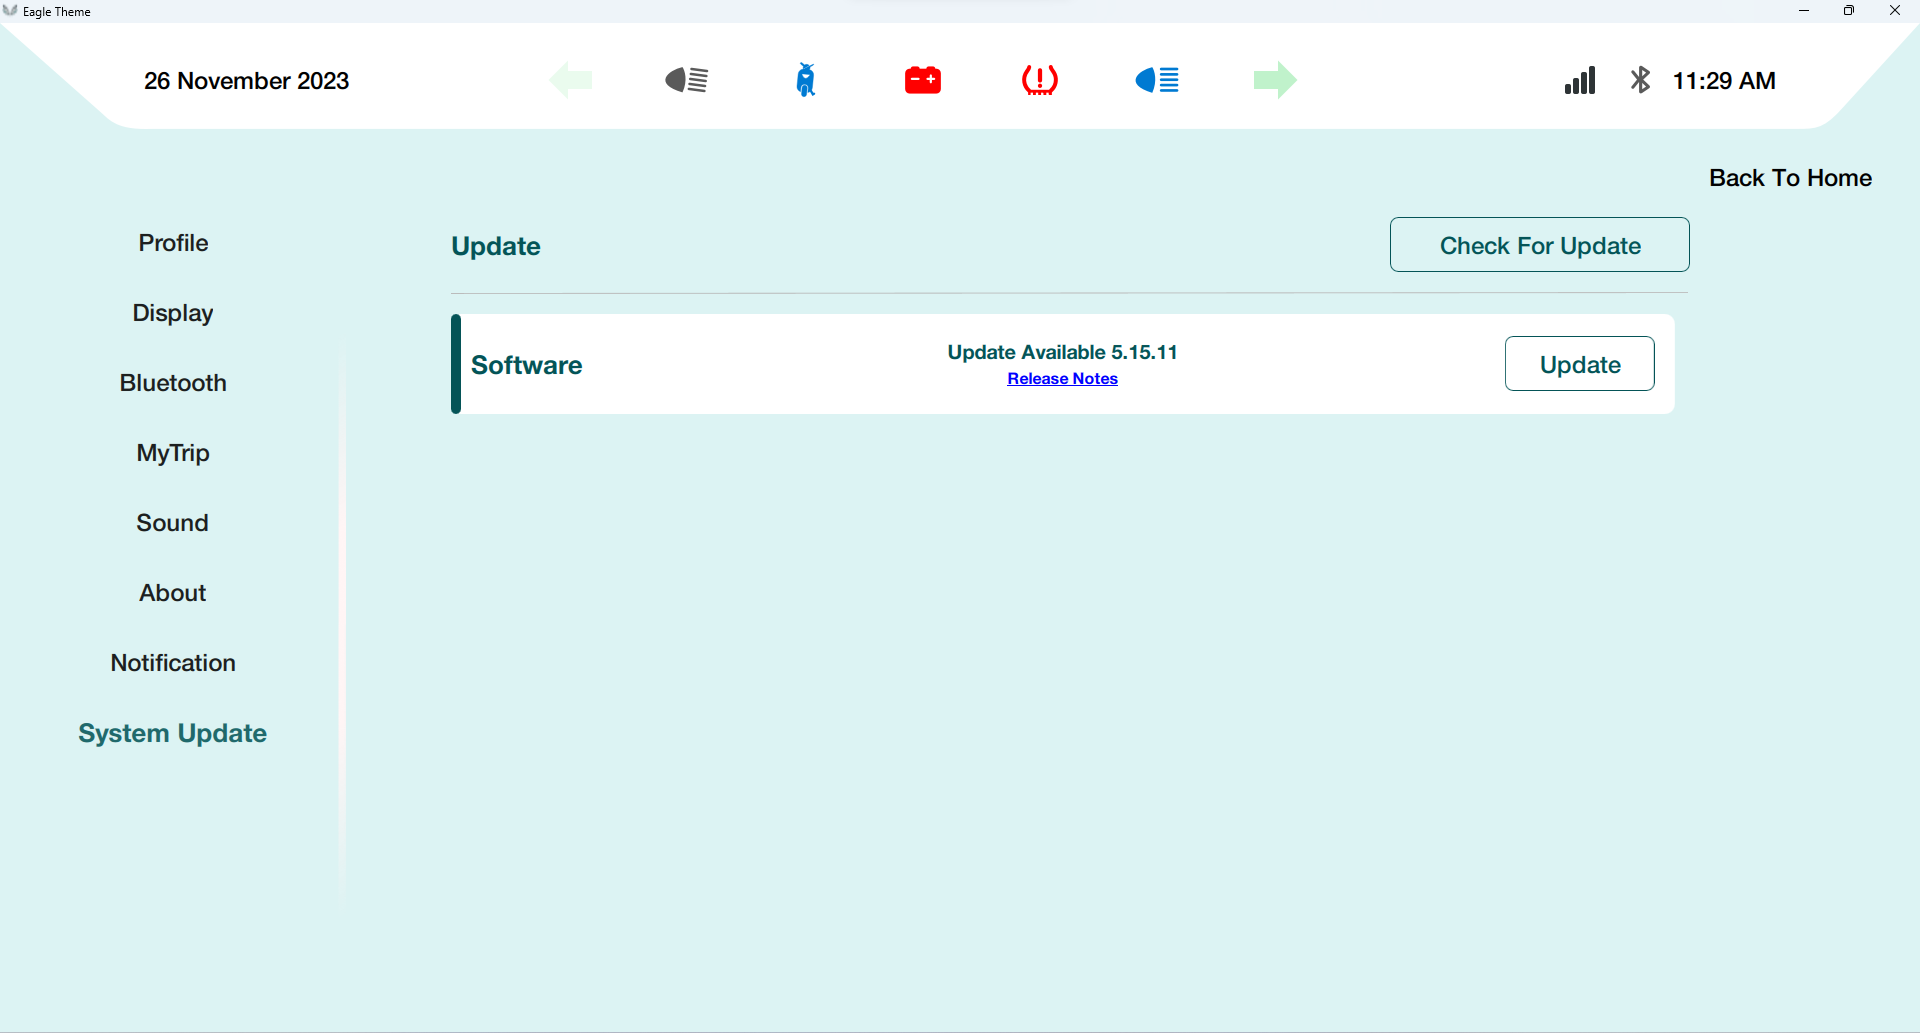 Eagle Theme
26 November 2023
11:29 AM
Back To Home
Profile
Display
Bluetooth
MyTrip
Sound
About
Notification
System Update
Update
Check For Update
Software
Update Available 5.15.11
Release Notes
Update